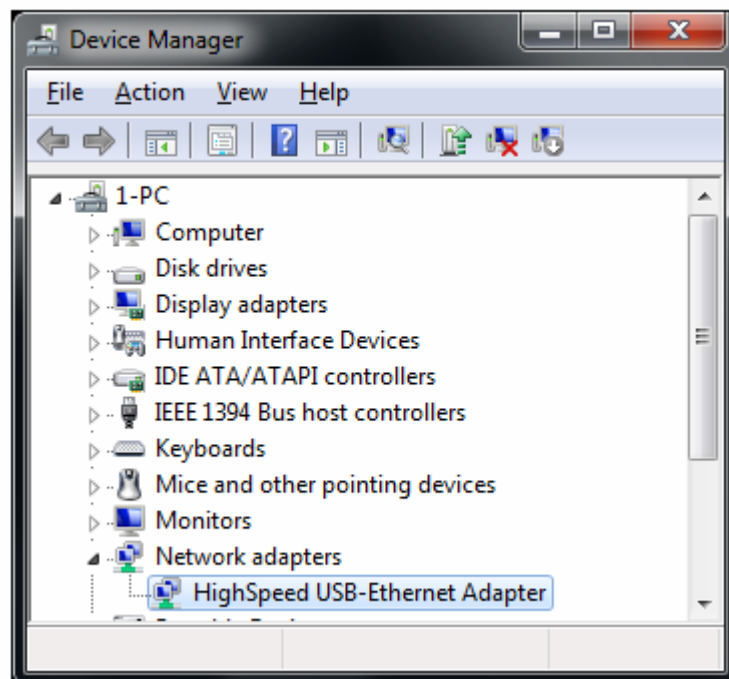 Device Manager
File Action View Help
1-PC
Computer
Disk drives
Display adapters
Human Interface Devices
IDE ATA/ATAPI controllers
IEEE 1394 Bus host controllers
Keyboards
Mice and other pointing devices
Monitors
Network adapters
HighSpeed USB-Ethernet Adapter